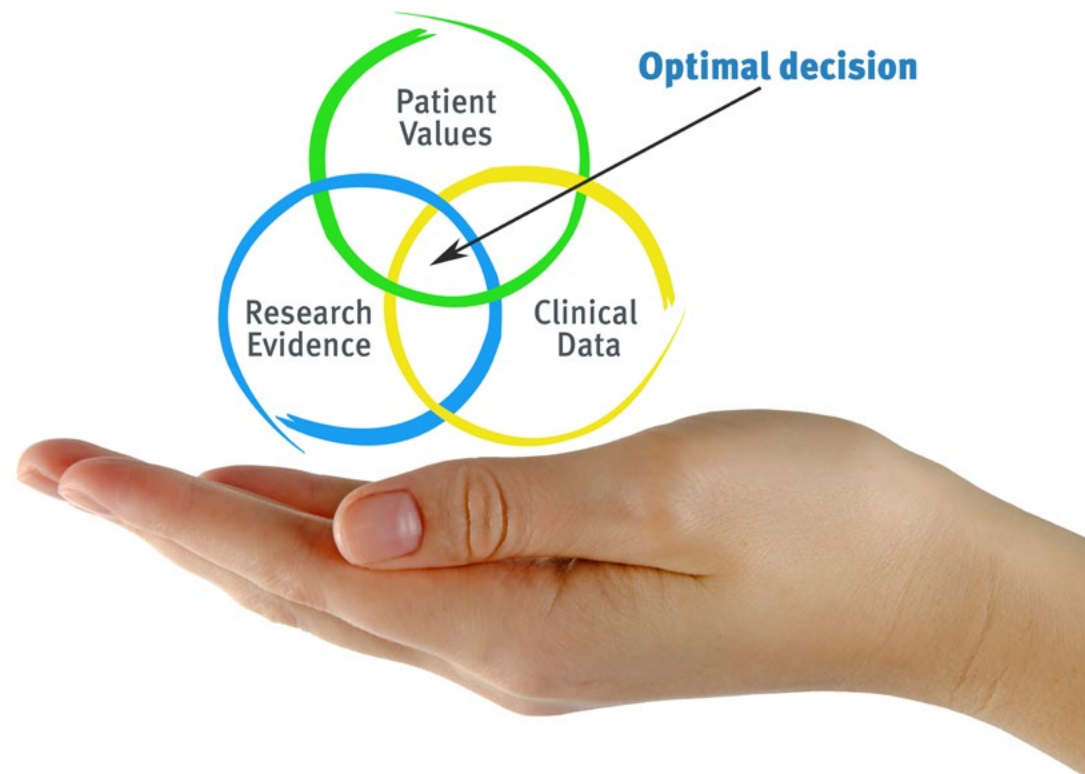 Optimal decision
Patient
Values
Research
Evidence
Clinical
Data